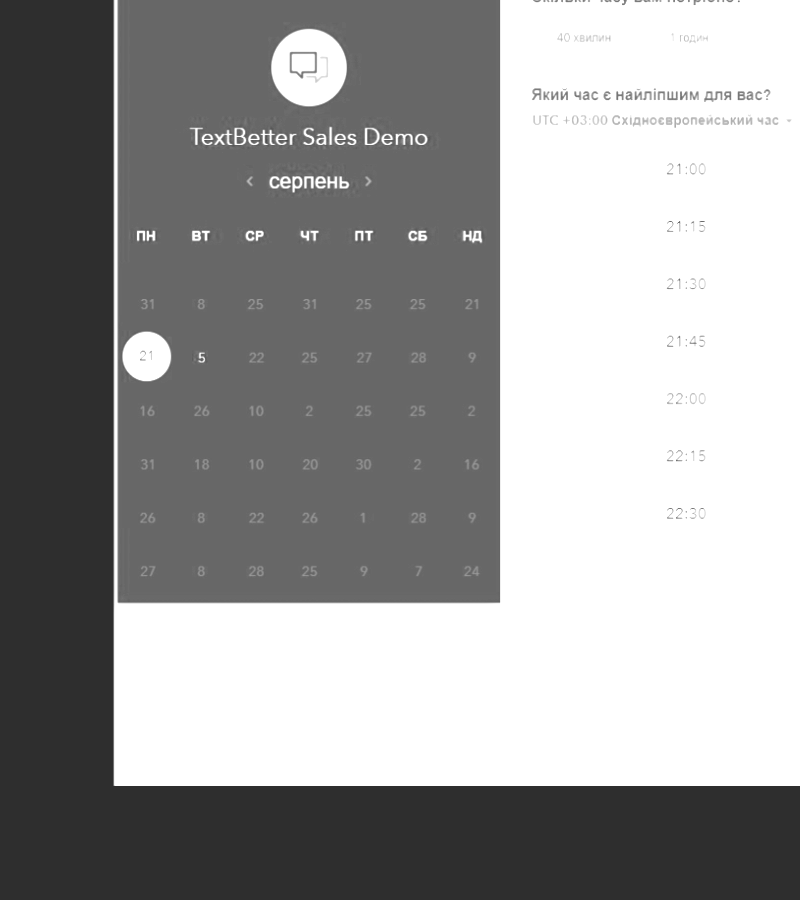 Скільки часу вам потрібно?
40 хвилин 1 годин
Який час є найліпшим для вас?
UTC +03:00 Східноєвропейський час
21:00
21:15
21:30
21:45
22:00
22:15
22:30
TextBetter Sales Demo
серпень
ПН ВТ СР ЧТ ПТ СБ НД
31 8 25 31 25 25 21
21 5 22 25 27 28 9
16 26 10 2 25 25 2
31 18 10 20 30 2 16
26 8 22 26 1 28 9
27 8 28 25 9 7 24